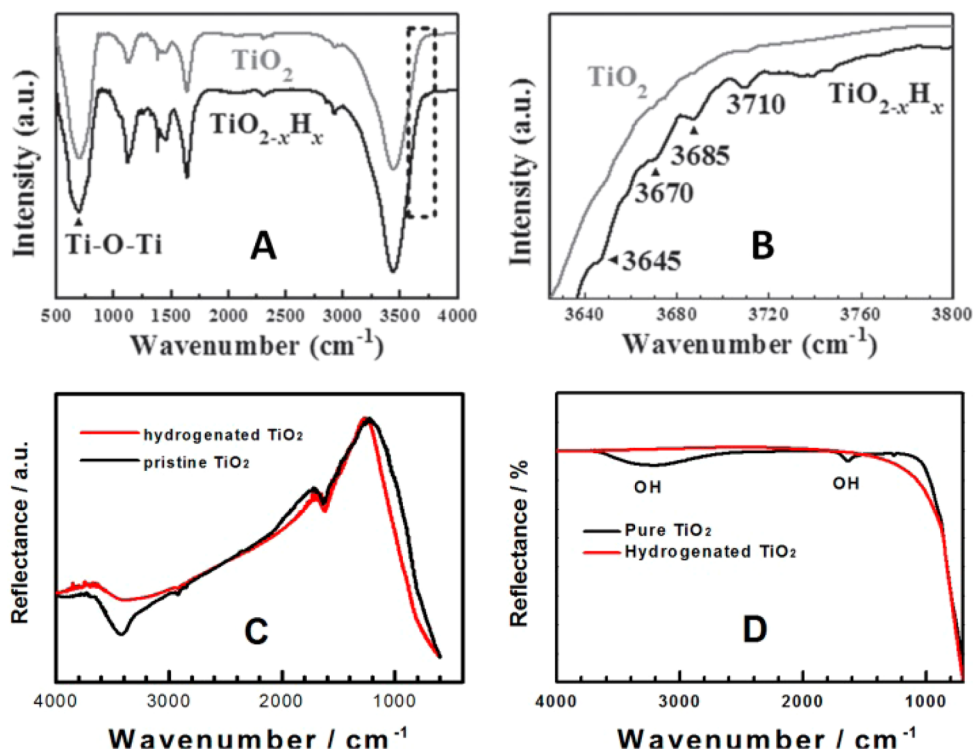 Intensity (a.u.)
TiO2
TiO2-xHx
Ti-O-Ti
A
500 1000 1500 2000 2500 3000 3500 4000
Wavenumber (cm-1)
Intensity (a.u.)
TiO2
TiO2-xHx
3710
3685
3670
3645
B
3640 3680 3720 3760 3800
Wavenumber (cm-1)
Reflectance / a.u.
hydrogenated TiO2
pristine TiO2
C
4000 3000 2000 1000
Wavenumber / cm-1
Reflectance / %
OH
OH
Pure TiO2
Hydrogenated TiO2
D
4000 3000 2000 1000
Wavenumber / cm-1